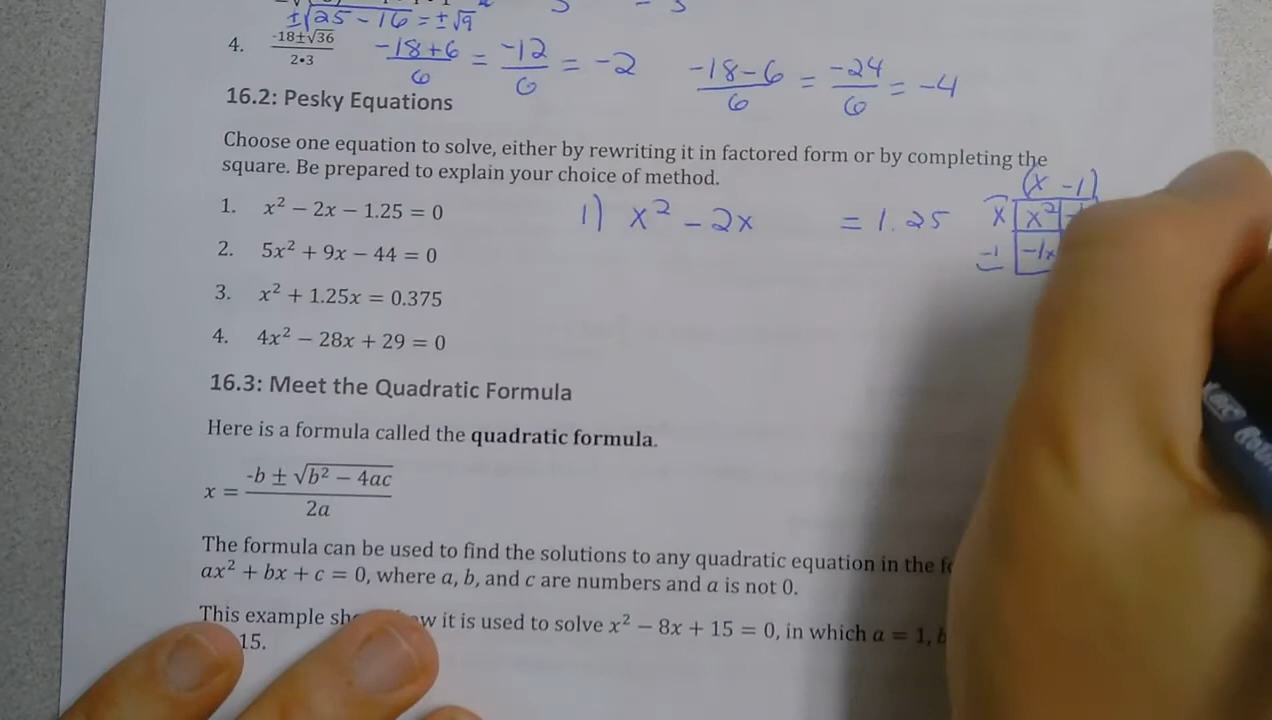 ±√25 - 16 = ±√9
4. -18±√36 / 2•3 -18+6 / 6 = -12 / 6 = -2 -18-6 / 6 = -24 / 6 = -4
16.2: Pesky Equations
Choose one equation to solve, either by rewriting it in factored form or by completing the
square. Be prepared to explain your choice of method.
(x -1)
1. x² − 2x − 1.25 = 0 1) x² - 2x = 1.25 x x²
2. 5x² + 9x − 44 = 0 -1 -1x
3. x² + 1.25x = 0.375
4. 4x² − 28x + 29 = 0
16.3: Meet the Quadratic Formula
Here is a formula called the quadratic formula.
x = -b ± √b² − 4ac / 2a
The formula can be used to find the solutions to any quadratic equation in the
ax² + bx + c = 0, where a, b, and c are numbers and a is not 0.
This example it is used to solve x² − 8x + 15 = 0, in which a = 1, b
15.